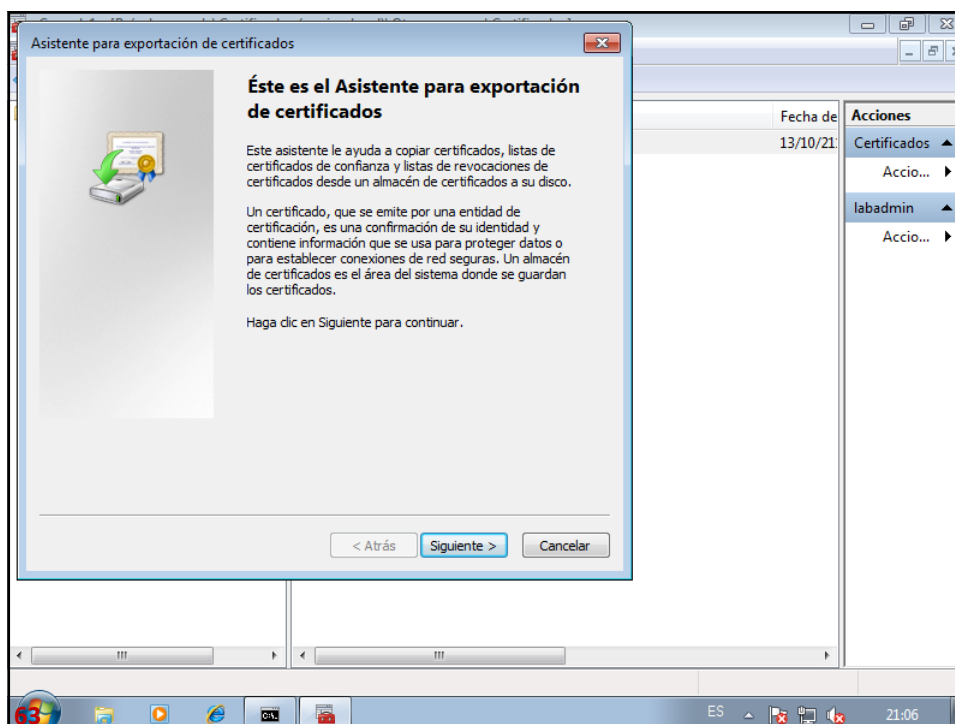 Asistente para exportación de certificados
Éste es el Asistente para exportación
de certificados
Este asistente le ayuda a copiar certificados, listas de
certificados de confianza y listas de revocaciones de
certificados desde un almacén de certificados a su disco.
Un certificado, que se emite por una entidad de
certificación, es una confirmación de su identidad y
contiene información que se usa para proteger datos o
para establecer conexiones de red seguras. Un almacén
de certificados es el área del sistema donde se guardan
los certificados.
Haga clic en Siguiente para continuar.
< Atrás
Siguiente >
Cancelar
Fecha de
13/10/21
Acciones
Certificados
Accio...
labadmin
Accio...
63
C:\.
ES
21:06